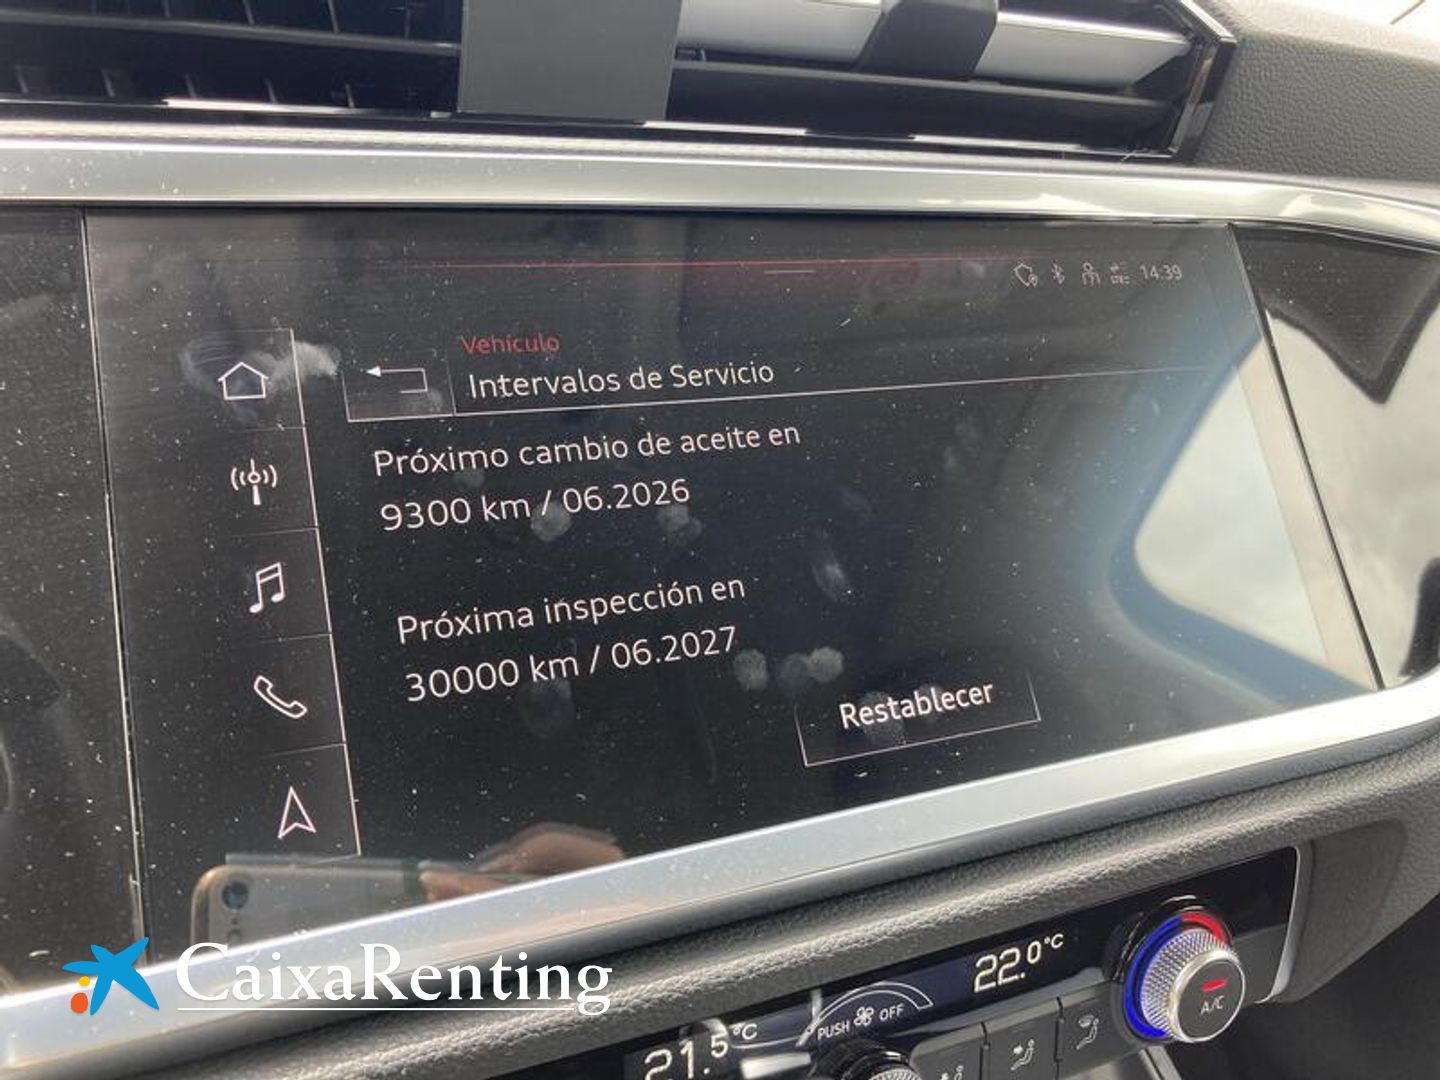 14:39
Vehículo
Intervalos de Servicio
Próximo cambio de aceite en
9300 km / 06.2026
Próxima inspección en
30000 km / 06.2027
Restablecer
CaixaRenting
22.0°C
A/C
PUSH OFF
21.5°C